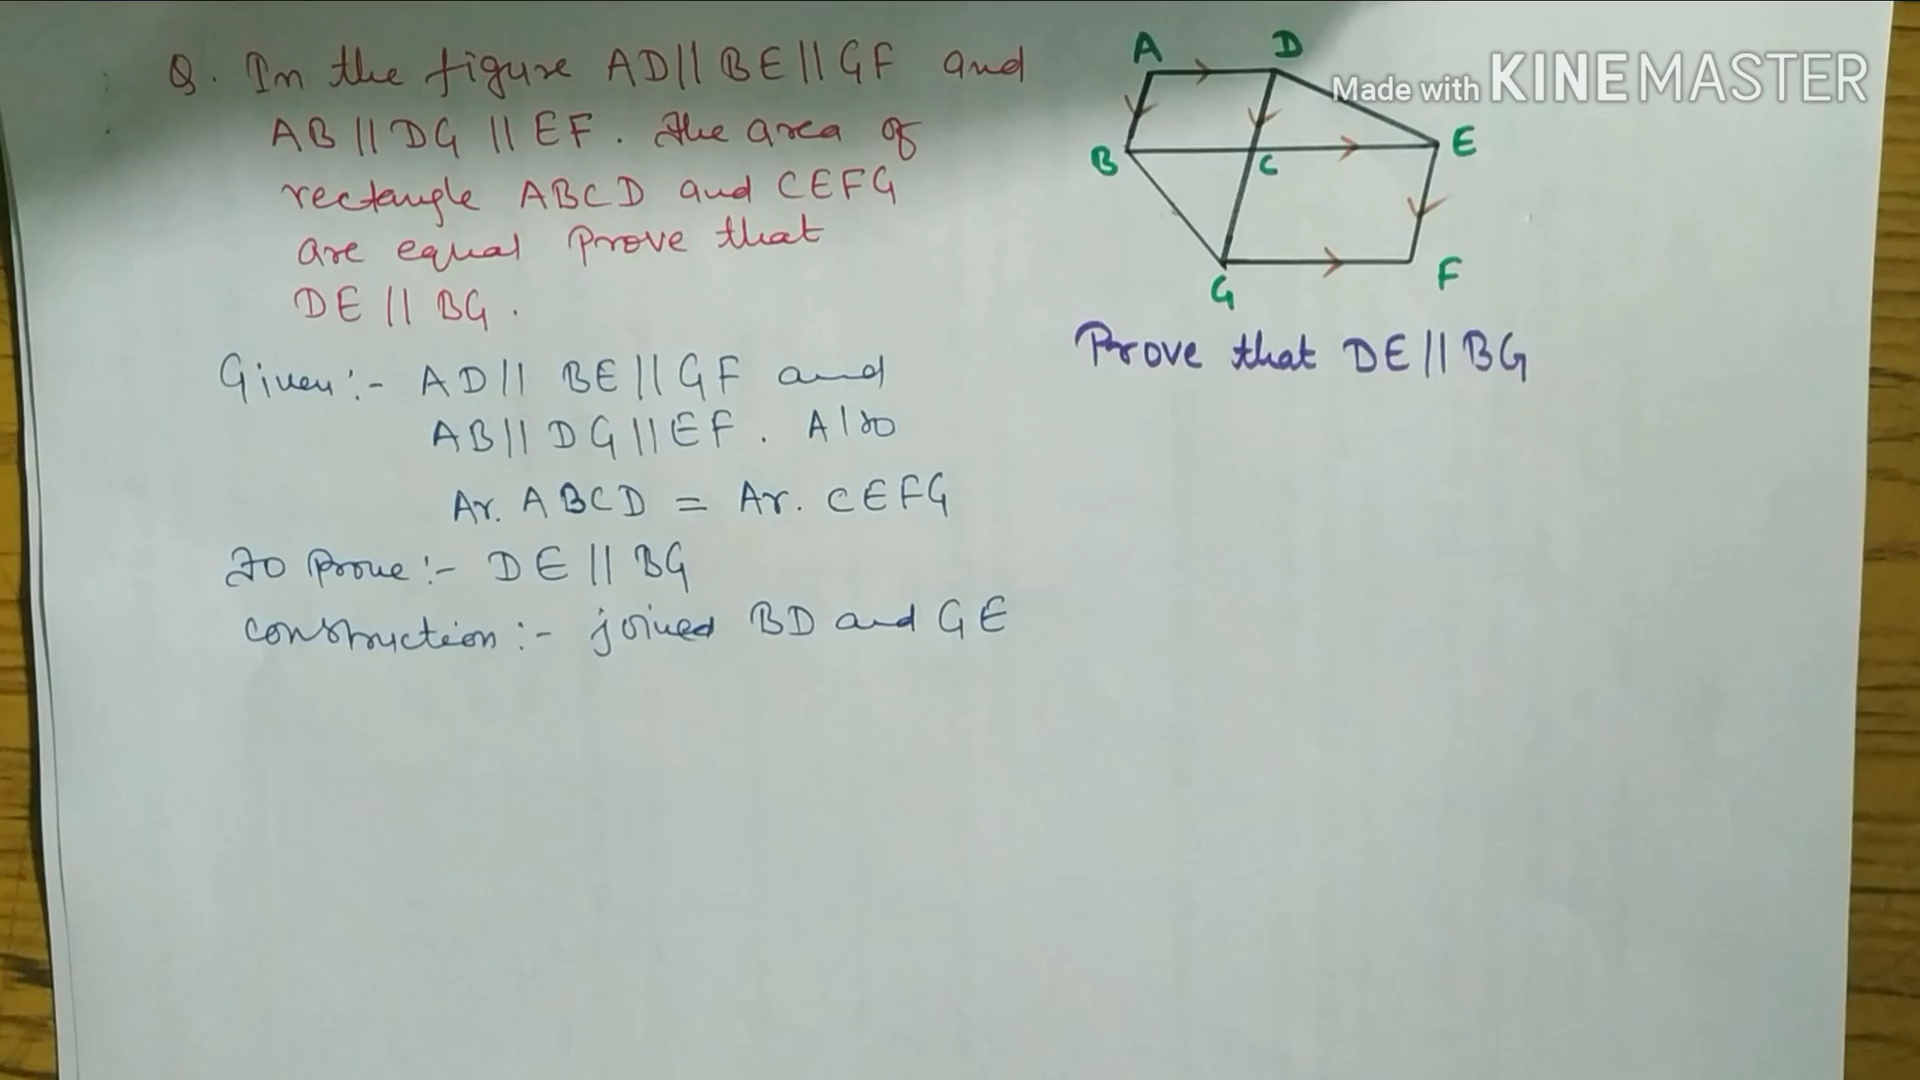 Q. In the figure AD || BE || GF and
AB || DG || EF. The area of
rectangle ABCD and CEFG
are equal Prove that
DE || BG.
Given:- AD || BE || GF and
AB || DG || EF. Also
Ar. ABCD = Ar. CEFG
To prove:- DE || BG
construction:- joined BD and GE
A D
Made with KINEMASTER
B C E
G F
Prove that DE || BG